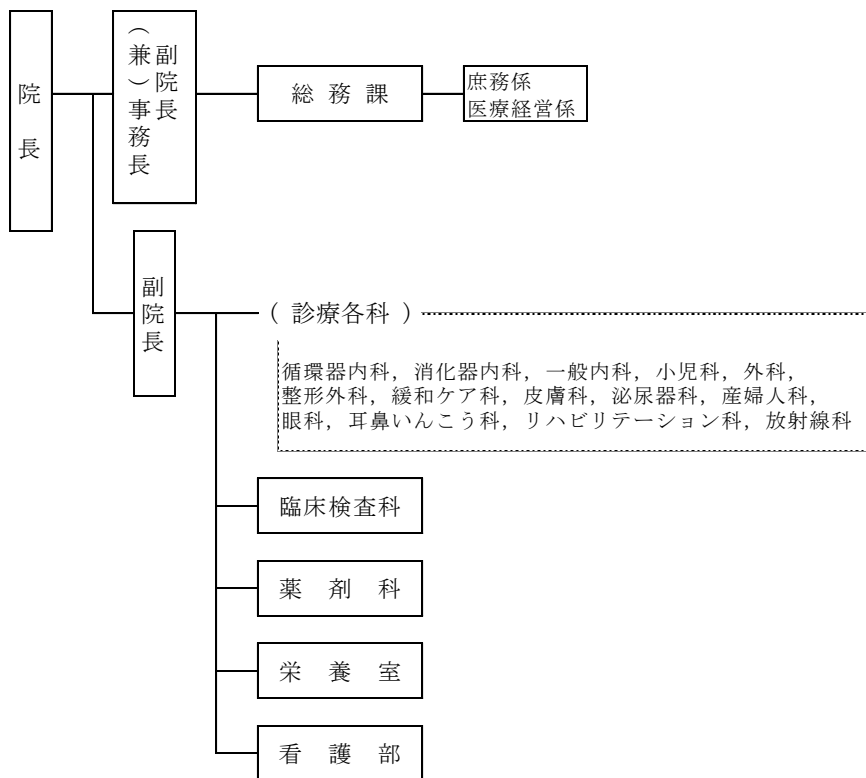 院長
副院長
（兼）事務長
総務課
庶務係
医療経営係
副院長
(診療各科)
循環器内科，消化器内科，一般内科，小児科，外科，
整形外科，緩和ケア科，皮膚科，泌尿器科，産婦人科，
眼科，耳鼻いんこう科，リハビリテーション科，放射線科
臨床検査科
薬剤科
栄養室
看護部